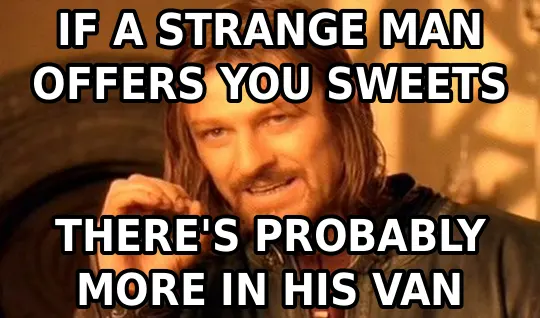 IF A STRANGE MAN
OFFERS YOU SWEETS
THERE'S PROBABLY
MORE IN HIS VAN